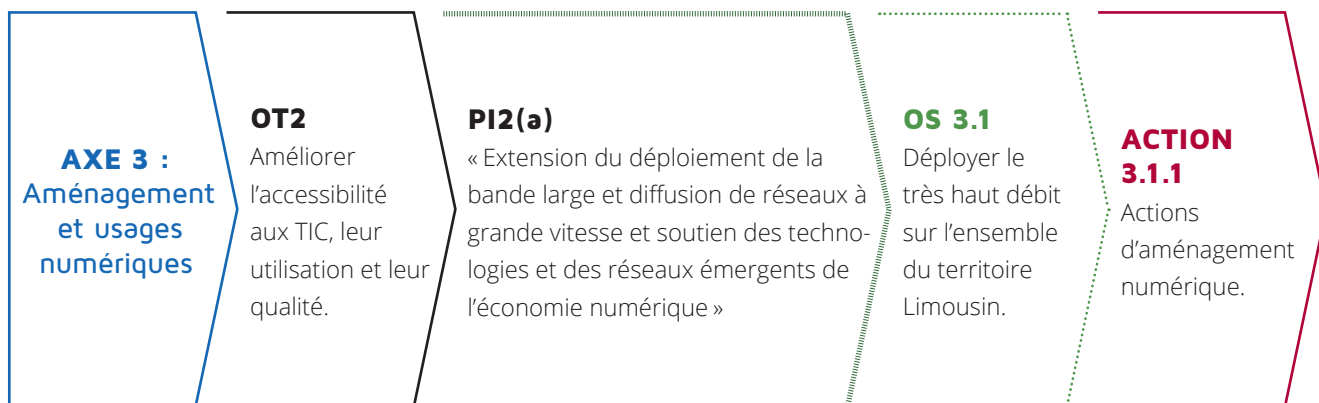 AXE 3 :
Aménagement
et usages
numériques
OT2
Améliorer
l’accessibilité
aux TIC, leur
utilisation et leur
qualité.
PI2(a)
« Extension du déploiement de la
bande large et diffusion de réseaux à
grande vitesse et soutien des techno-
logies et des réseaux émergents de
l’économie numérique »
OS 3.1
Déployer le
très haut débit
sur l’ensemble
du territoire
Limousin.
ACTION
3.1.1
Actions
d’aménagement
numérique.